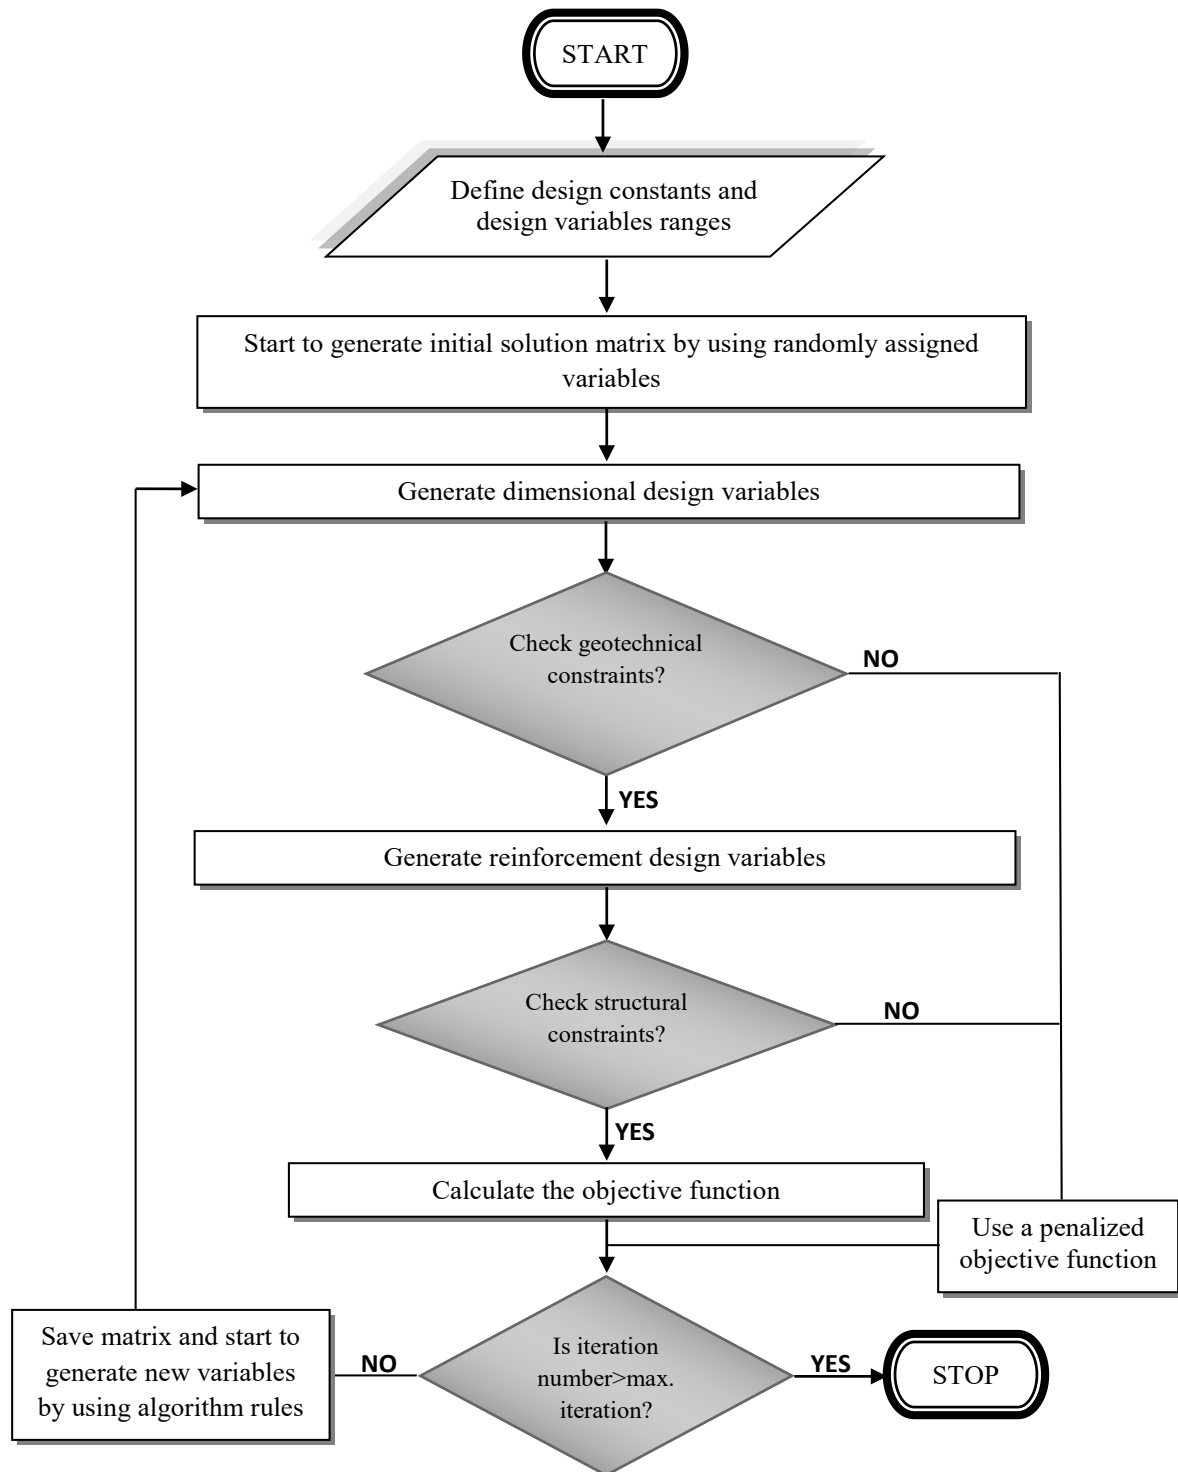 START
Define design constants and
design variables ranges
Start to generate initial solution matrix by using randomly assigned
variables
Generate dimensional design variables
Check geotechnical
constraints?
NO
YES
Generate reinforcement design variables
Check structural
constraints?
NO
YES
Calculate the objective function
Use a penalized
objective function
Save matrix and start to
generate new variables
by using algorithm rules
NO
Is iteration
number>max.
iteration?
YES
STOP